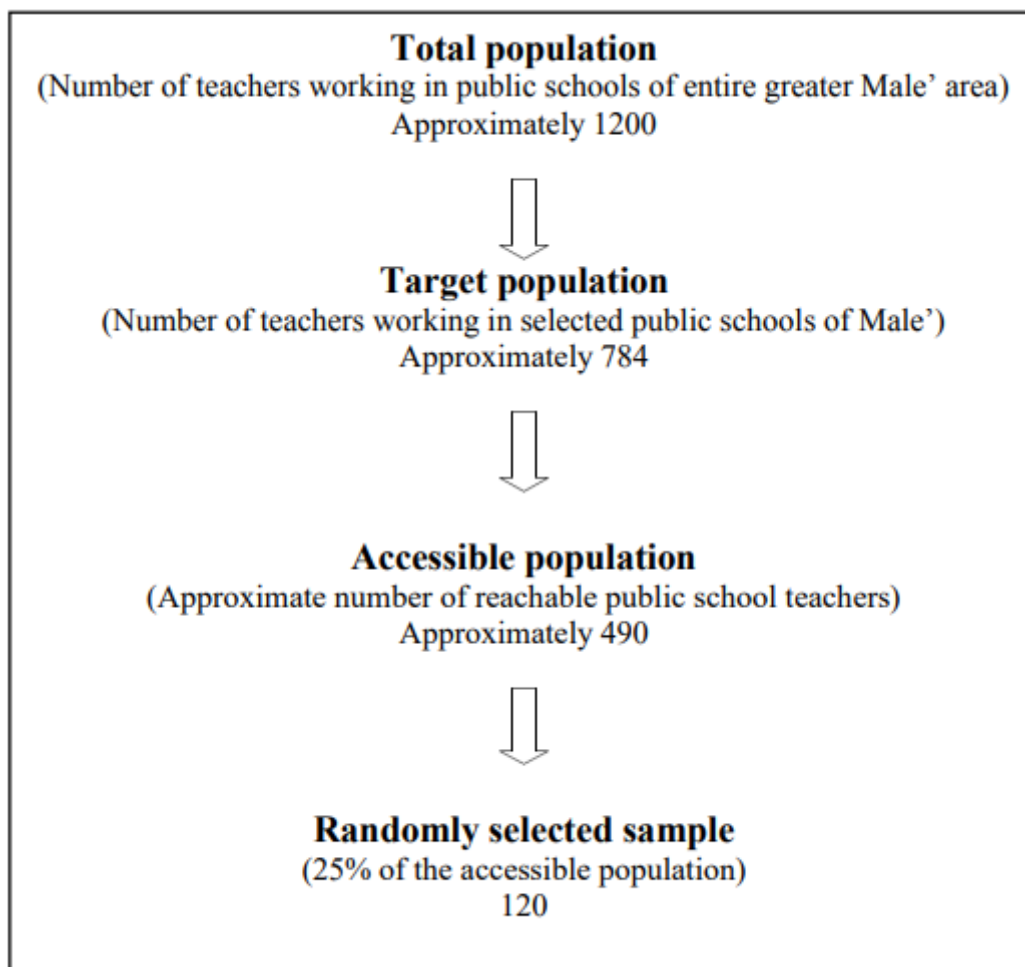 Total population
(Number of teachers working in public schools of entire greater Male’ area)
Approximately 1200
Target population
(Number of teachers working in selected public schools of Male’)
Approximately 784
Accessible population
(Approximate number of reachable public school teachers)
Approximately 490
Randomly selected sample
(25% of the accessible population)
120